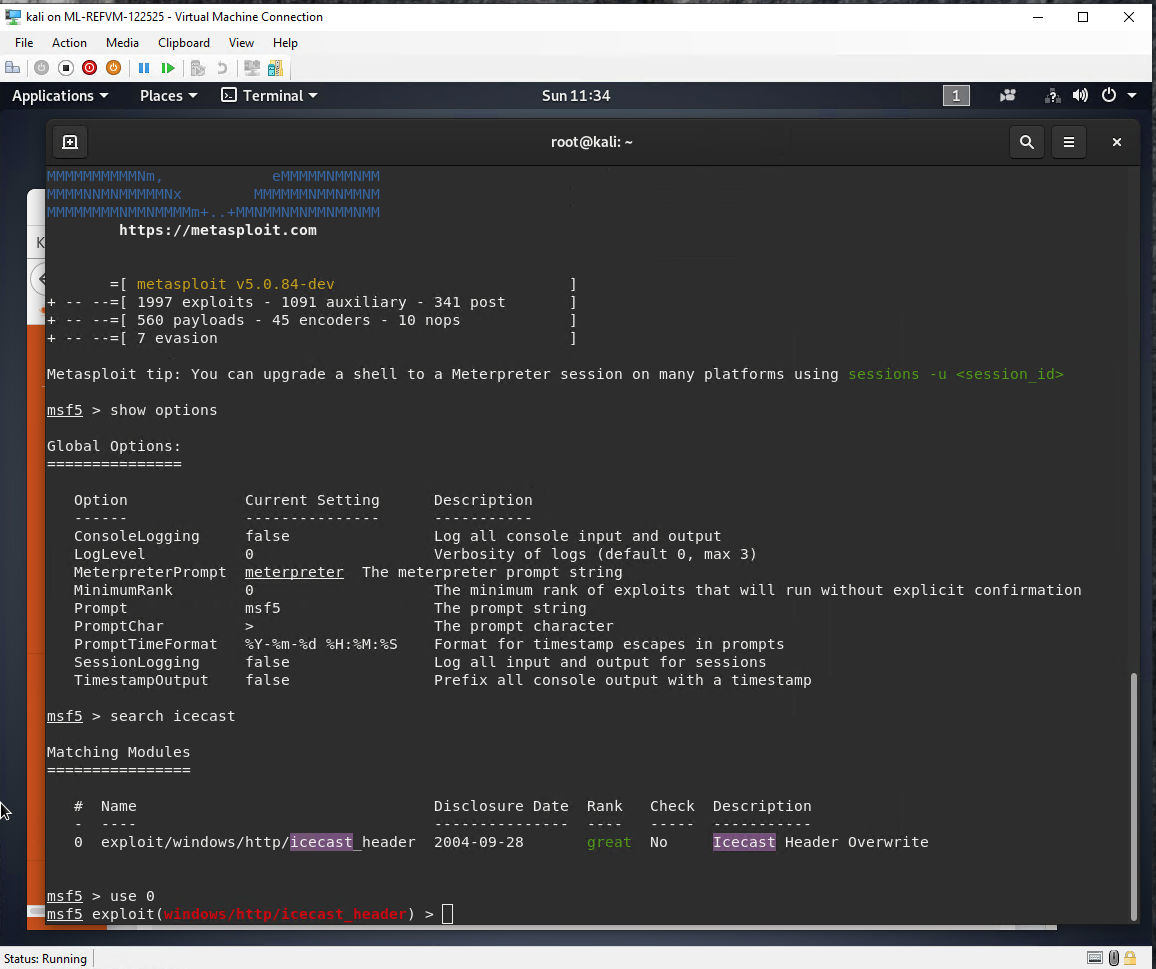 kali on ML-REFVM-122525 - Virtual Machine Connection
File Action Media Clipboard View Help
Applications Places Terminal Sun 11:34 1
root@kali: ~
MMMMMMMMMMNm,            eMMMMMNMMNMM
MMMMNNMNMMMMMNx        MMMMMMNMMNMMNM
MMMMMMMMNMMNMMMMm+..+MMNMMNMNMMNMMNMM
        https://metasploit.com
       =[ metasploit v5.0.84-dev                          ]
+ -- --=[ 1997 exploits - 1091 auxiliary - 341 post       ]
+ -- --=[ 560 payloads - 45 encoders - 10 nops            ]
+ -- --=[ 7 evasion                                       ]
Metasploit tip: You can upgrade a shell to a Meterpreter session on many platforms using sessions -u <session_id>
msf5 > show options
Global Options:
===============
   Option             Current Setting      Description
   ------             ---------------      -----------
   ConsoleLogging     false                Log all console input and output
   LogLevel           0                    Verbosity of logs (default 0, max 3)
   MeterpreterPrompt  meterpreter  The meterpreter prompt string
   MinimumRank        0                    The minimum rank of exploits that will run without explicit confirmation
   Prompt             msf5                 The prompt string
   PromptChar         >                    The prompt character
   PromptTimeFormat   %Y-%m-%d %H:%M:%S    Format for timestamp escapes in prompts
   SessionLogging     false                Log all input and output for sessions
   TimestampOutput    false                Prefix all console output with a timestamp
msf5 > search icecast
Matching Modules
================
   #  Name                                 Disclosure Date  Rank   Check  Description
   -  ----                                 ---------------  ----   -----  -----------
   0  exploit/windows/http/icecast_header  2004-09-28       great  No     Icecast Header Overwrite
msf5 > use 0
msf5 exploit(windows/http/icecast_header) >
Status: Running